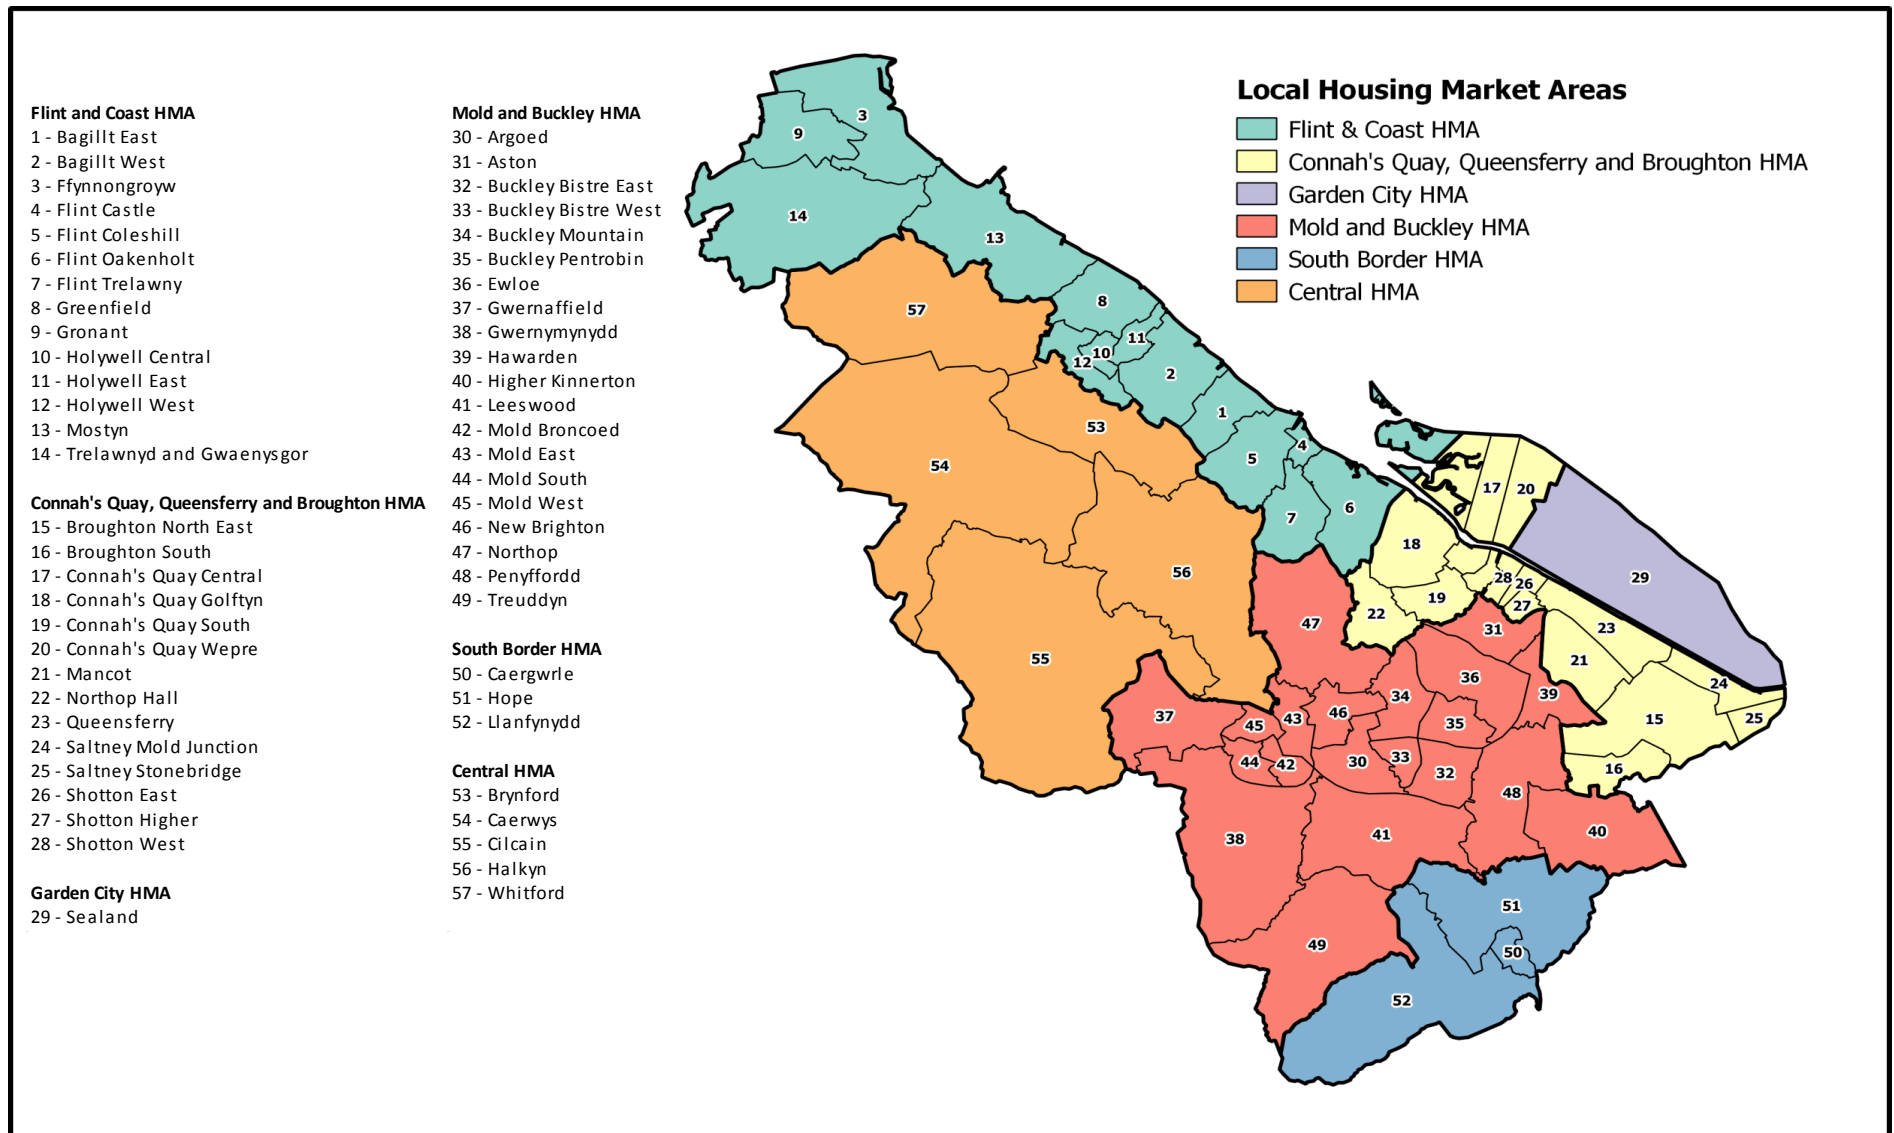 Flint and Coast HMA
1 - Bagillt East
2 - Bagillt West
3 - Ffynnongroyw
4 - Flint Castle
5 - Flint Coleshill
6 - Flint Oakenholt
7 - Flint Trelawny
8 - Greenfield
9 - Gronant
10 - Holywell Central
11 - Holywell East
12 - Holywell West
13 - Mostyn
14 - Trelawnyd and Gwaenysgor
Connah's Quay, Queensferry and Broughton HMA
15 - Broughton North East
16 - Broughton South
17 - Connah's Quay Central
18 - Connah's Quay Golftyn
19 - Connah's Quay South
20 - Connah's Quay Wepre
21 - Mancot
22 - Northop Hall
23 - Queensferry
24 - Saltney Mold Junction
25 - Saltney Stonebridge
26 - Shotton East
27 - Shotton Higher
28 - Shotton West
Garden City HMA
29 - Sealand
Mold and Buckley HMA
30 - Argoed
31 - Aston
32 - Buckley Bistre East
33 - Buckley Bistre West
34 - Buckley Mountain
35 - Buckley Pentrobin
36 - Ewloe
37 - Gwernaffield
38 - Gwernymynydd
39 - Hawarden
40 - Higher Kinnerton
41 - Leeswood
42 - Mold Broncoed
43 - Mold East
44 - Mold South
45 - Mold West
46 - New Brighton
47 - Northop
48 - Penyffordd
49 - Treuddyn
South Border HMA
50 - Caergwrle
51 - Hope
52 - Llanfynydd
Central HMA
53 - Brynford
54 - Caerwys
55 - Cilcain
56 - Halkyn
57 - Whitford
Local Housing Market Areas
Flint & Coast HMA
Connah's Quay, Queensferry and Broughton HMA
Garden City HMA
Mold and Buckley HMA
South Border HMA
Central HMA
3
9
14
13
57
8
11
10
12
2
1
53
4
54
5
17
20
6
7
18
56
28
26
29
19
27
22
47
31
23
55
21
36
24
39
34
37
46
43
45
35
15
25
44
42
30
33
32
16
48
40
38
41
51
49
50
52